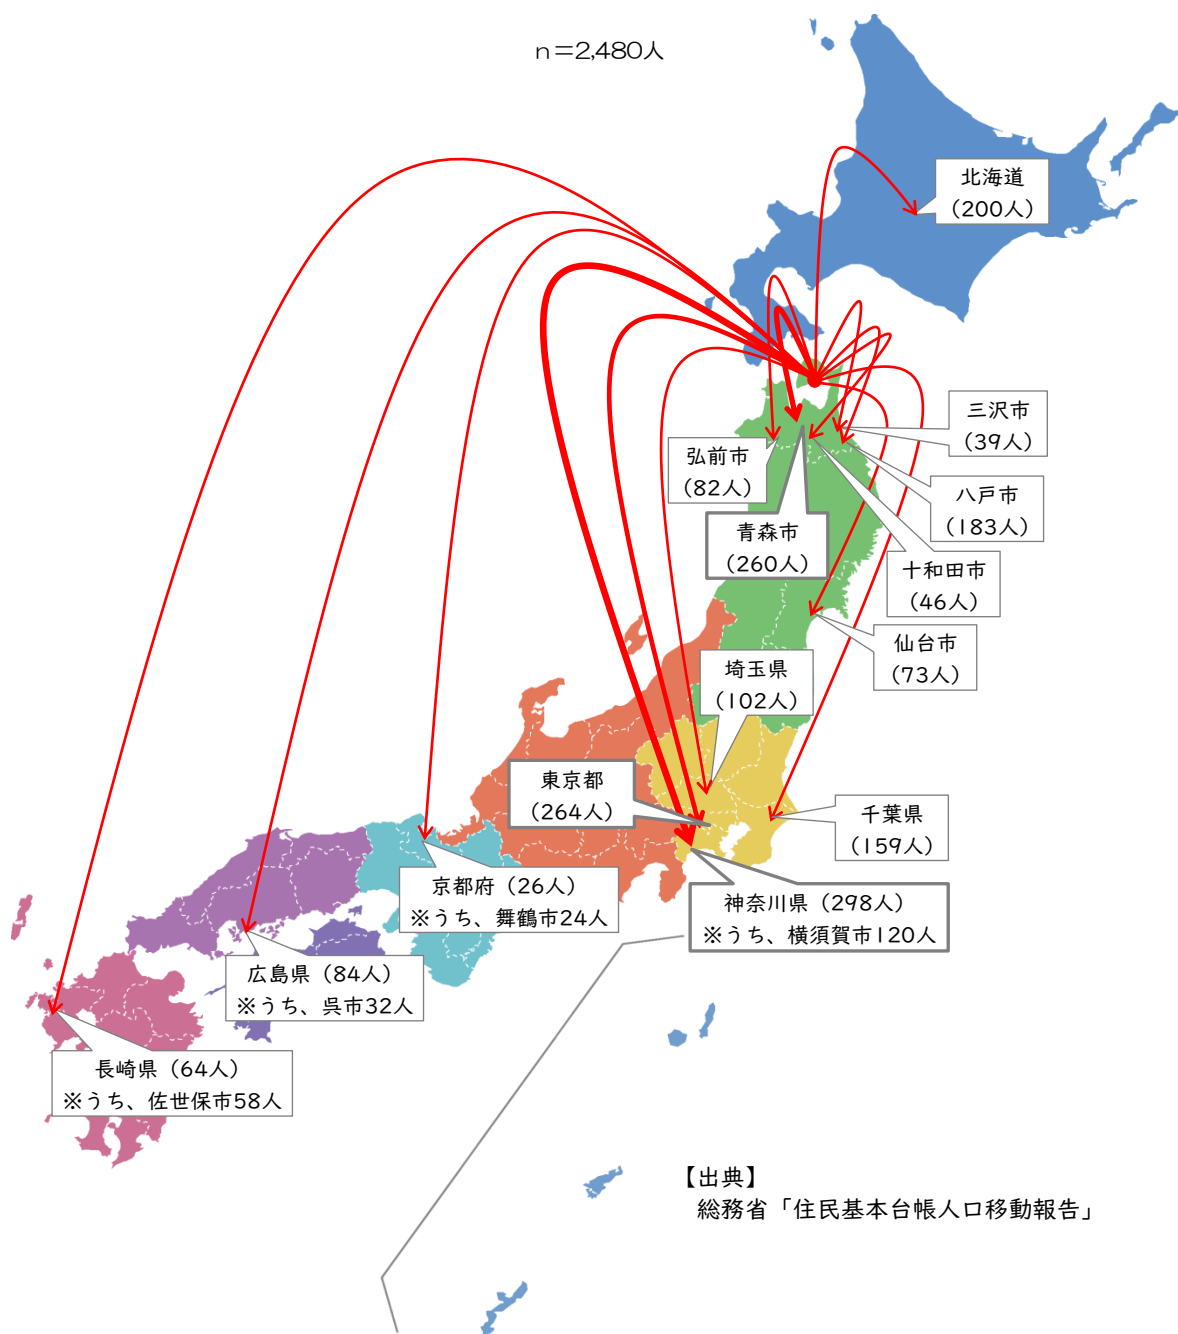 n=2,480人
北海道
(200人)
三沢市
(39人)
弘前市
(82人)
八戸市
(183人)
青森市
(260人)
十和田市
(46人)
仙台市
(73人)
埼玉県
(102人)
東京都
(264人)
千葉県
(159人)
京都府（26人）
※うち、舞鶴市24人
神奈川県（298人）
※うち、横須賀市120人
広島県（84人）
※うち、呉市32人
長崎県（64人）
※うち、佐世保市58人
【出典】
総務省「住民基本台帳人口移動報告」